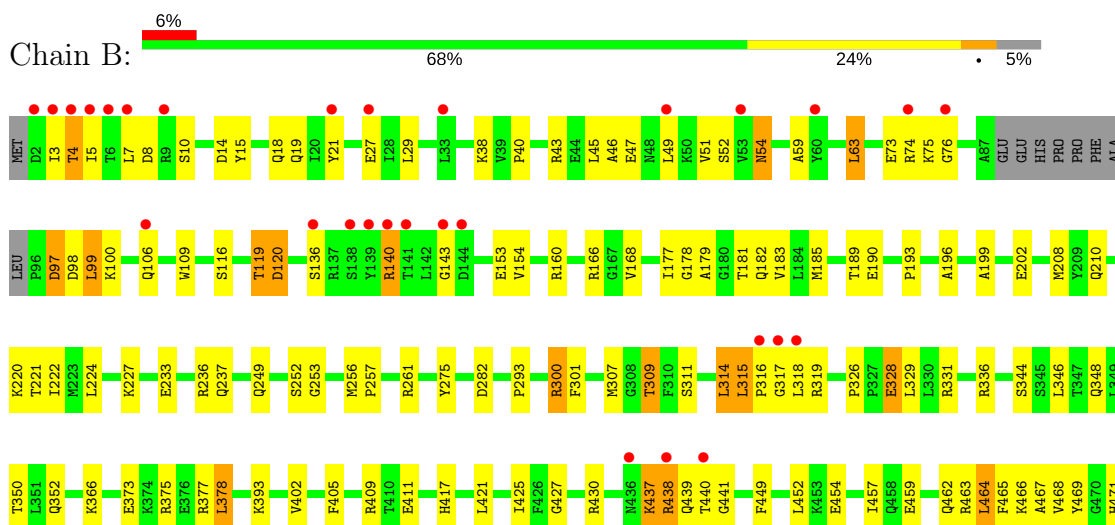 6%
Chain B:
68% 24% • 5%
MET D2 I3 T4 I5 T6 L7 D8 R9 S10 D14 Y15 Q18 Q19 I20 Y21 E27 I28 L29 L33 K38 V39 P40 R43 E44 L45 A46 E47 N48 L49 K50 V51 S52 V53 N54 A59 Y60 L63 E73 R74 K75 G76 A87 GLU GLU HIS PRO PRO PHE ALA
LEU P96 D97 D98 L99 K100 Q106 W109 S116 T119 D120 S136 R137 S138 Y139 R140 T141 L142 G143 D144 E153 V154 R160 R166 G167 V168 I177 G178 A179 G180 T181 Q182 V183 L184 M185 T189 E190 P193 A196 A199 E202 M208 Y209 Q210
K220 T221 I222 M223 L224 K227 E233 R236 Q237 Q249 S252 G253 M256 P257 R261 Y275 D282 P293 R300 F301 M307 G308 T309 F310 S311 L314 L315 P316 G317 L318 R319 P326 P327 E328 L329 L330 R331 R336 S344 S345 L346 T347 Q348 L349
T350 L351 Q352 K366 E373 K374 R375 E376 R377 L378 K393 V402 F405 R409 T410 E411 H417 L421 I425 F426 G427 R430 N436 K437 R438 Q439 T440 G441 F449 L452 K453 E454 I457 Q458 E459 Q462 R463 L464 F465 K466 A467 V468 Y469 G470